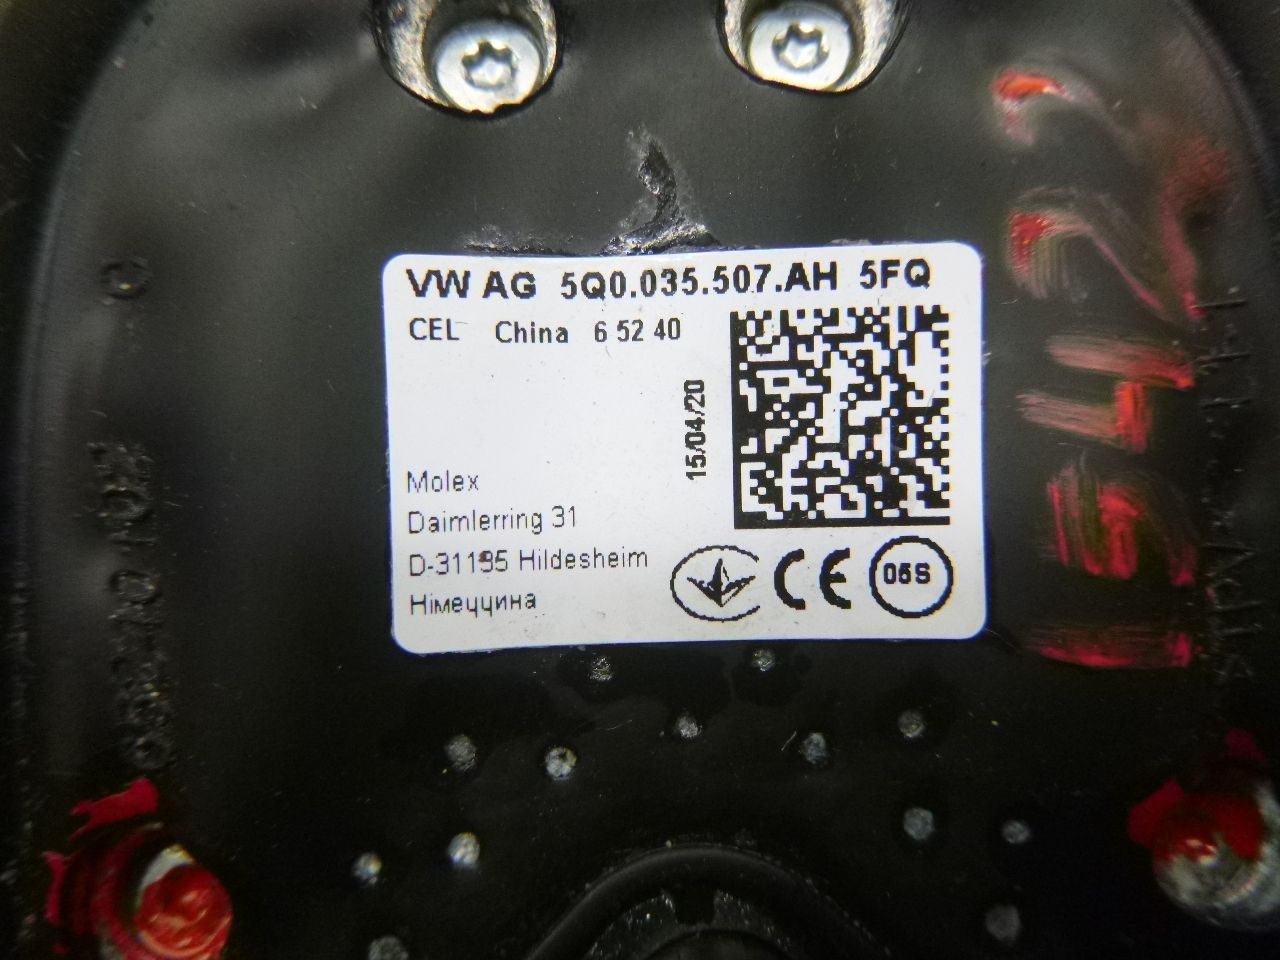 VW AG 5Q0.035.507.AH 5FQ
CEL China 6 52 40
15/04/20
Molex
Daimlerring 31
D-31135 Hildesheim
Німеччина
CE
05S